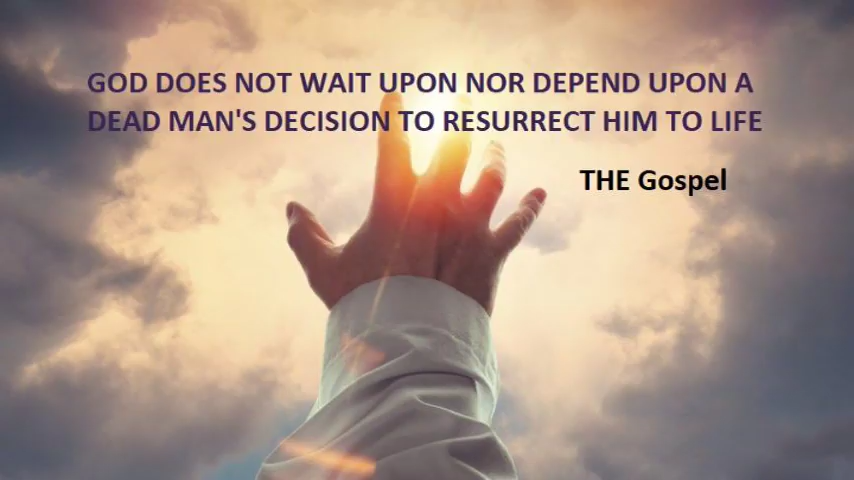 GOD DOES NOT WAIT UPON NOR DEPEND UPON A
DEAD MAN'S DECISION TO RESURRECT HIM TO LIFE
THE Gospel